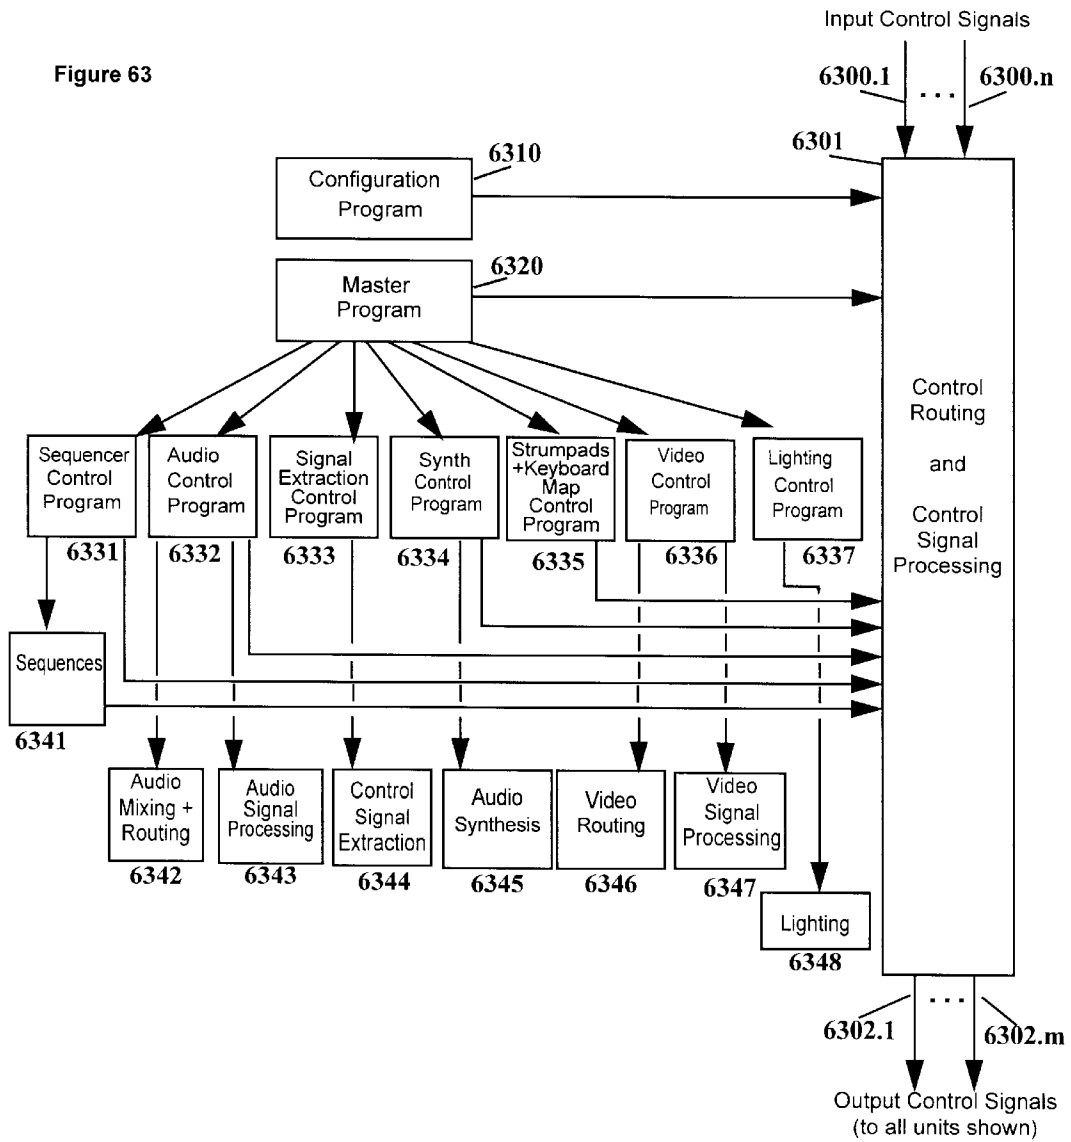 Input Control Signals
Figure 63
6300.1
...
6300.n
6301
6310
Configuration
Program
6320
Master
Program
Control
Routing
and
Control
Signal
Processing
Sequencer
Control
Program
Audio
Control
Program
Signal
Extraction
Control
Program
Synth
Control
Program
Strumpads
+Keyboard
Map
Control
Program
Video
Control
Program
Lighting
Control
Program
6331
6332
6333
6334
6335
6336
6337
Sequences
6341
Audio
Mixing +
Routing
Audio
Signal
Processing
Control
Signal
Extraction
Audio
Synthesis
Video
Routing
Video
Signal
Processing
6342
6343
6344
6345
6346
6347
Lighting
6348
...
6302.1
6302.m
Output Control Signals
(to all units shown)